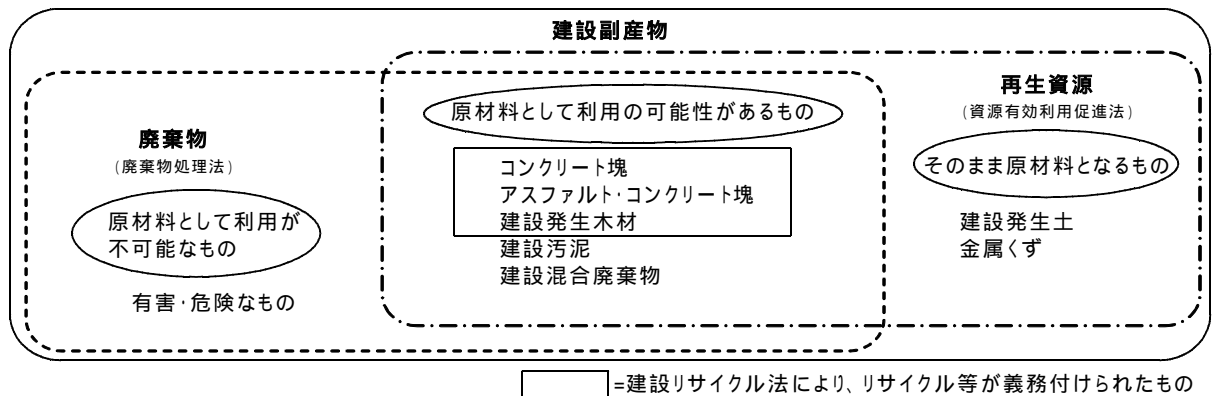 建設副産物
再生資源
(資源有効利用促進法)
原材料として利用の可能性があるもの
廃棄物
(廃棄物処理法)
そのまま原材料となるもの
コンクリート塊
アスファルト・コンクリート塊
建設発生木材
建設汚泥
建設混合廃棄物
原材料として利用が
不可能なもの
建設発生土
金属くず
有害・危険なもの
=建設リサイクル法により、リサイクル等が義務付けられたもの